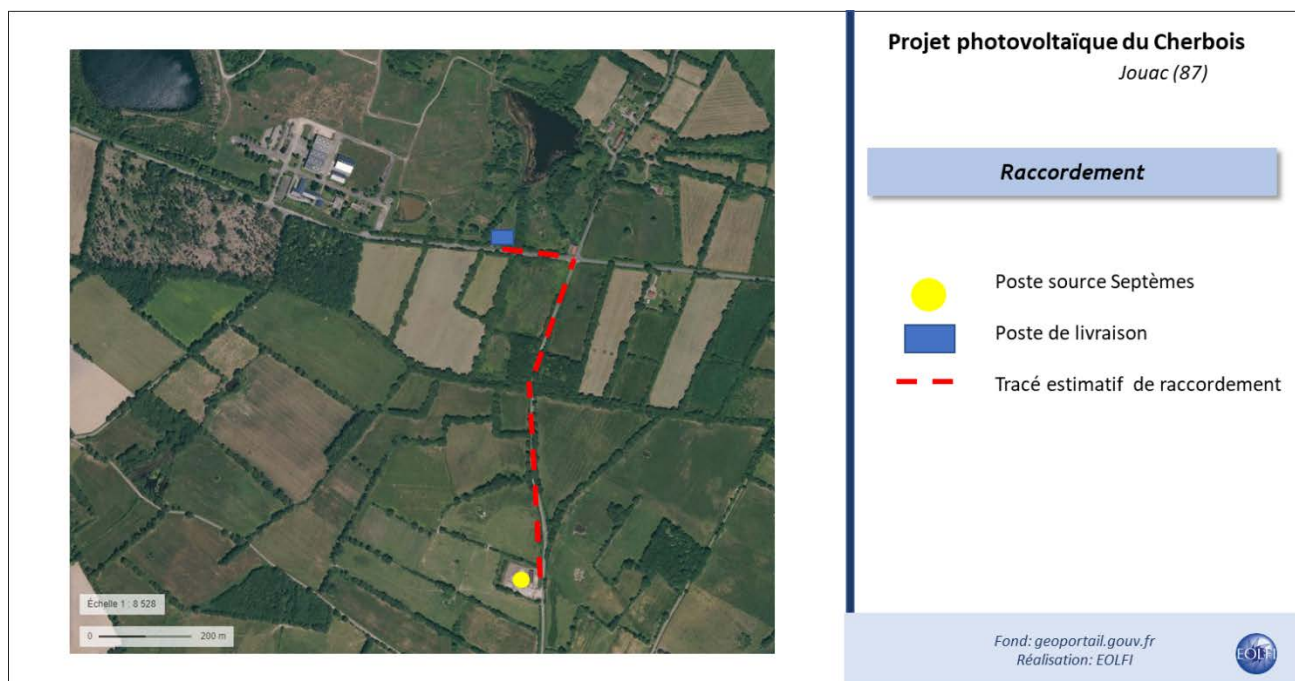 Projet photovoltaïque du Cherbois
Jouac (87)
Raccordement
Poste source Septèmes
Poste de livraison
Tracé estimatif de raccordement
Échelle 1 : 8 528
0 200 m
Fond: geoportail.gouv.fr
Réalisation: EOLFI
EOLFI